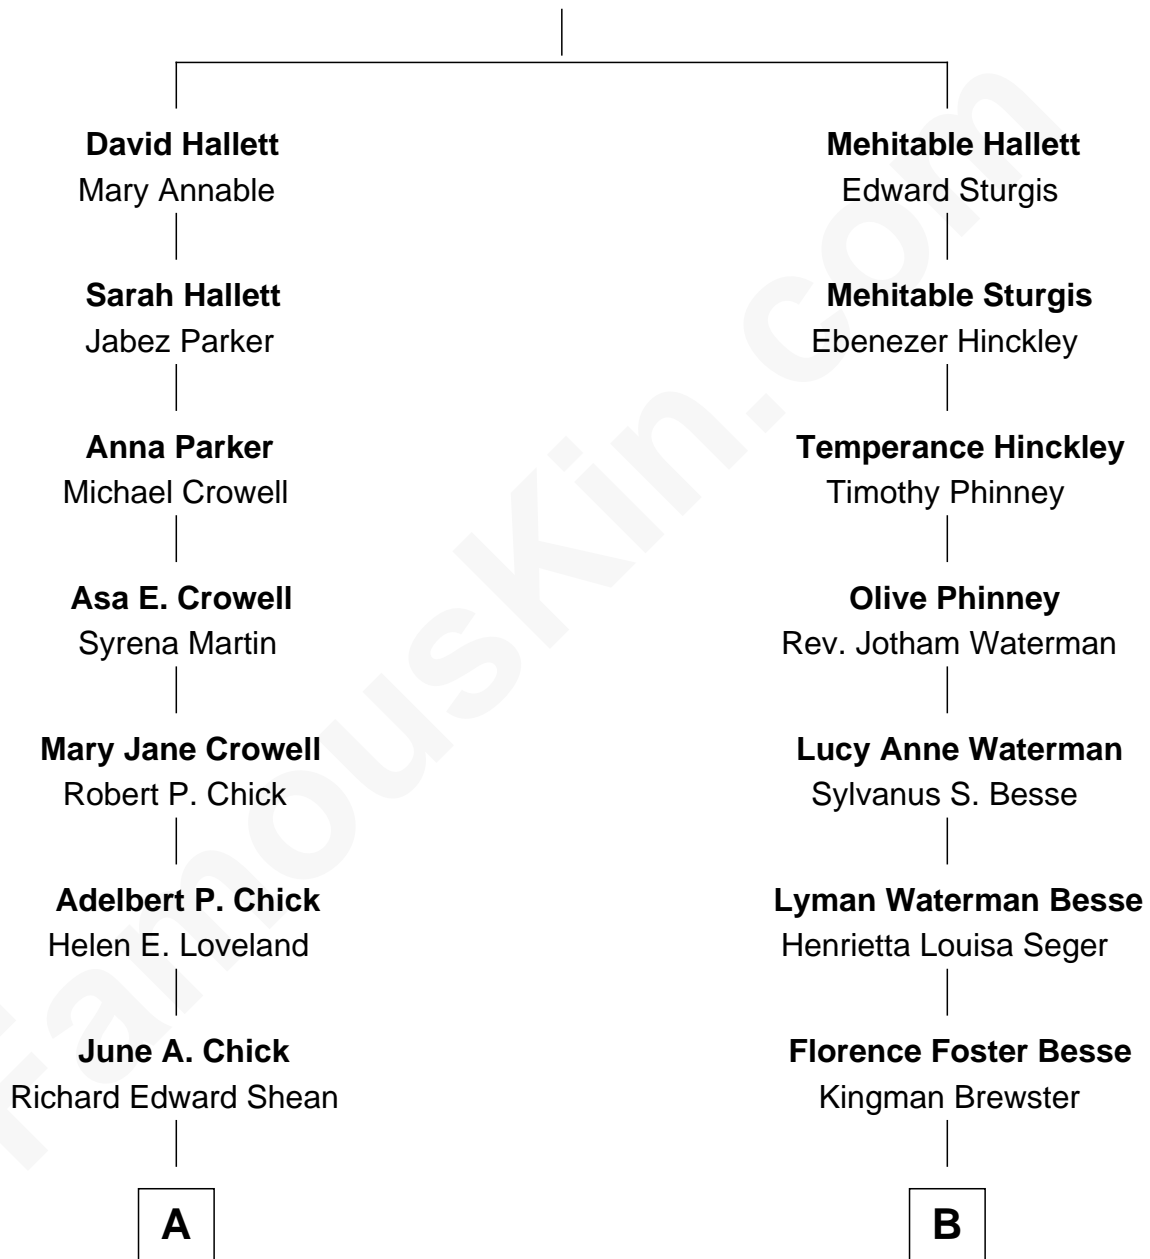 David Hallett
Mary Annable
Sarah Hallett
Jabez Parker
Anna Parker
Michael Crowell
Asa E. Crowell
Syrena Martin
Mary Jane Crowell
Robert P. Chick
Adelbert P. Chick
Helen E. Loveland
June A. Chick
Richard Edward Shean
A
Mehitable Hallett
Edward Sturgis
Mehitable Sturgis
Ebenezer Hinckley
Temperance Hinckley
Timothy Phinney
Olive Phinney
Rev. Jotham Waterman
Lucy Anne Waterman
Sylvanus S. Besse
Lyman Waterman Besse
Henrietta Louisa Seger
Florence Foster Besse
Kingman Brewster
B
FamousKin.com